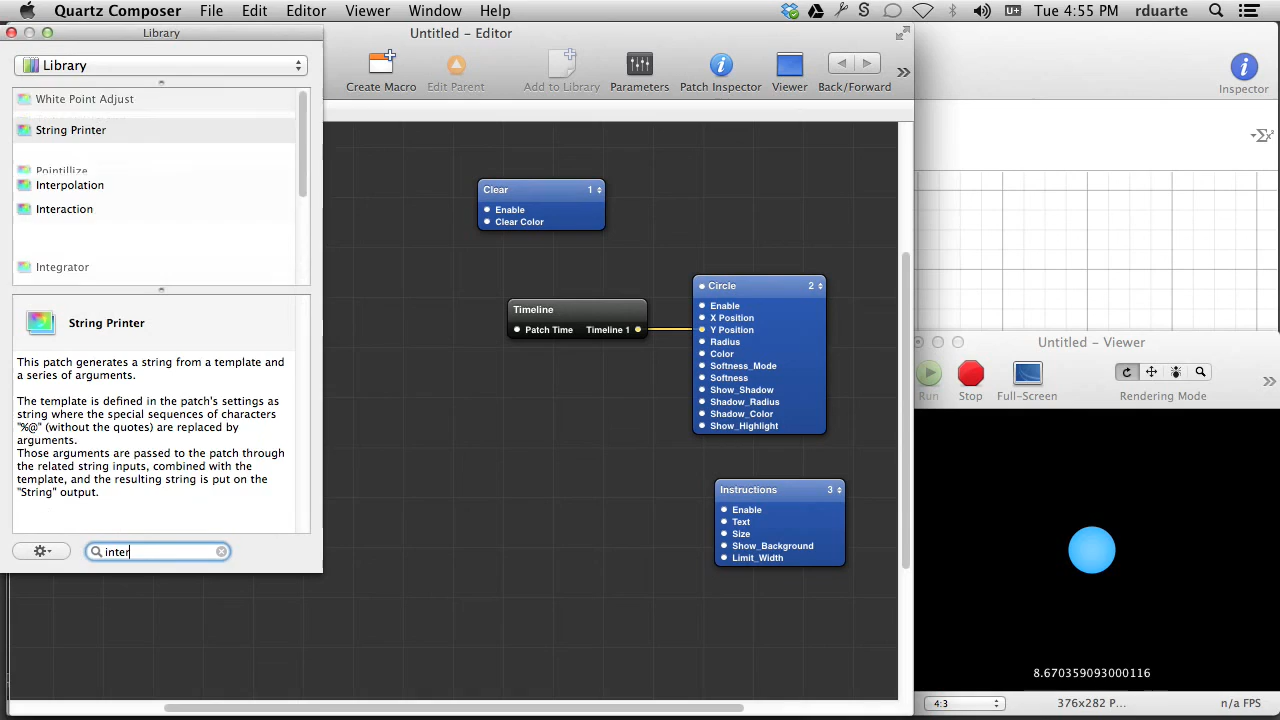 Quartz Composer File Edit Editor Viewer Window Help Tue 4:55 PM rduarte
Library
Library
White Point Adjust
String Printer
Pointillize
Interpolation
Interaction
Integrator
String Printer
This patch generates a string from a template and
a series of arguments.
The template is defined in the patch's settings as
string where the special sequences of characters
"%@" (without the quotes) are replaced by
arguments.
Those arguments are passed to the patch through
the related string inputs, combined with the
template, and the resulting string is put on the
"String" output.
inter
Untitled – Editor
Create Macro Edit Parent Add to Library Parameters Patch Inspector Viewer Back/Forward
Inspector
Clear 1
Enable
Clear Color
Timeline
Patch Time Timeline 1
Circle 2
Enable
X Position
Y Position
Radius
Color
Softness_Mode
Softness
Show_Shadow
Shadow_Radius
Shadow_Color
Show_Highlight
Instructions 3
Enable
Text
Size
Show_Background
Limit_Width
Untitled – Viewer
Run Stop Full-Screen Rendering Mode
8.670359093000116
4:3 376x282 P... n/a FPS